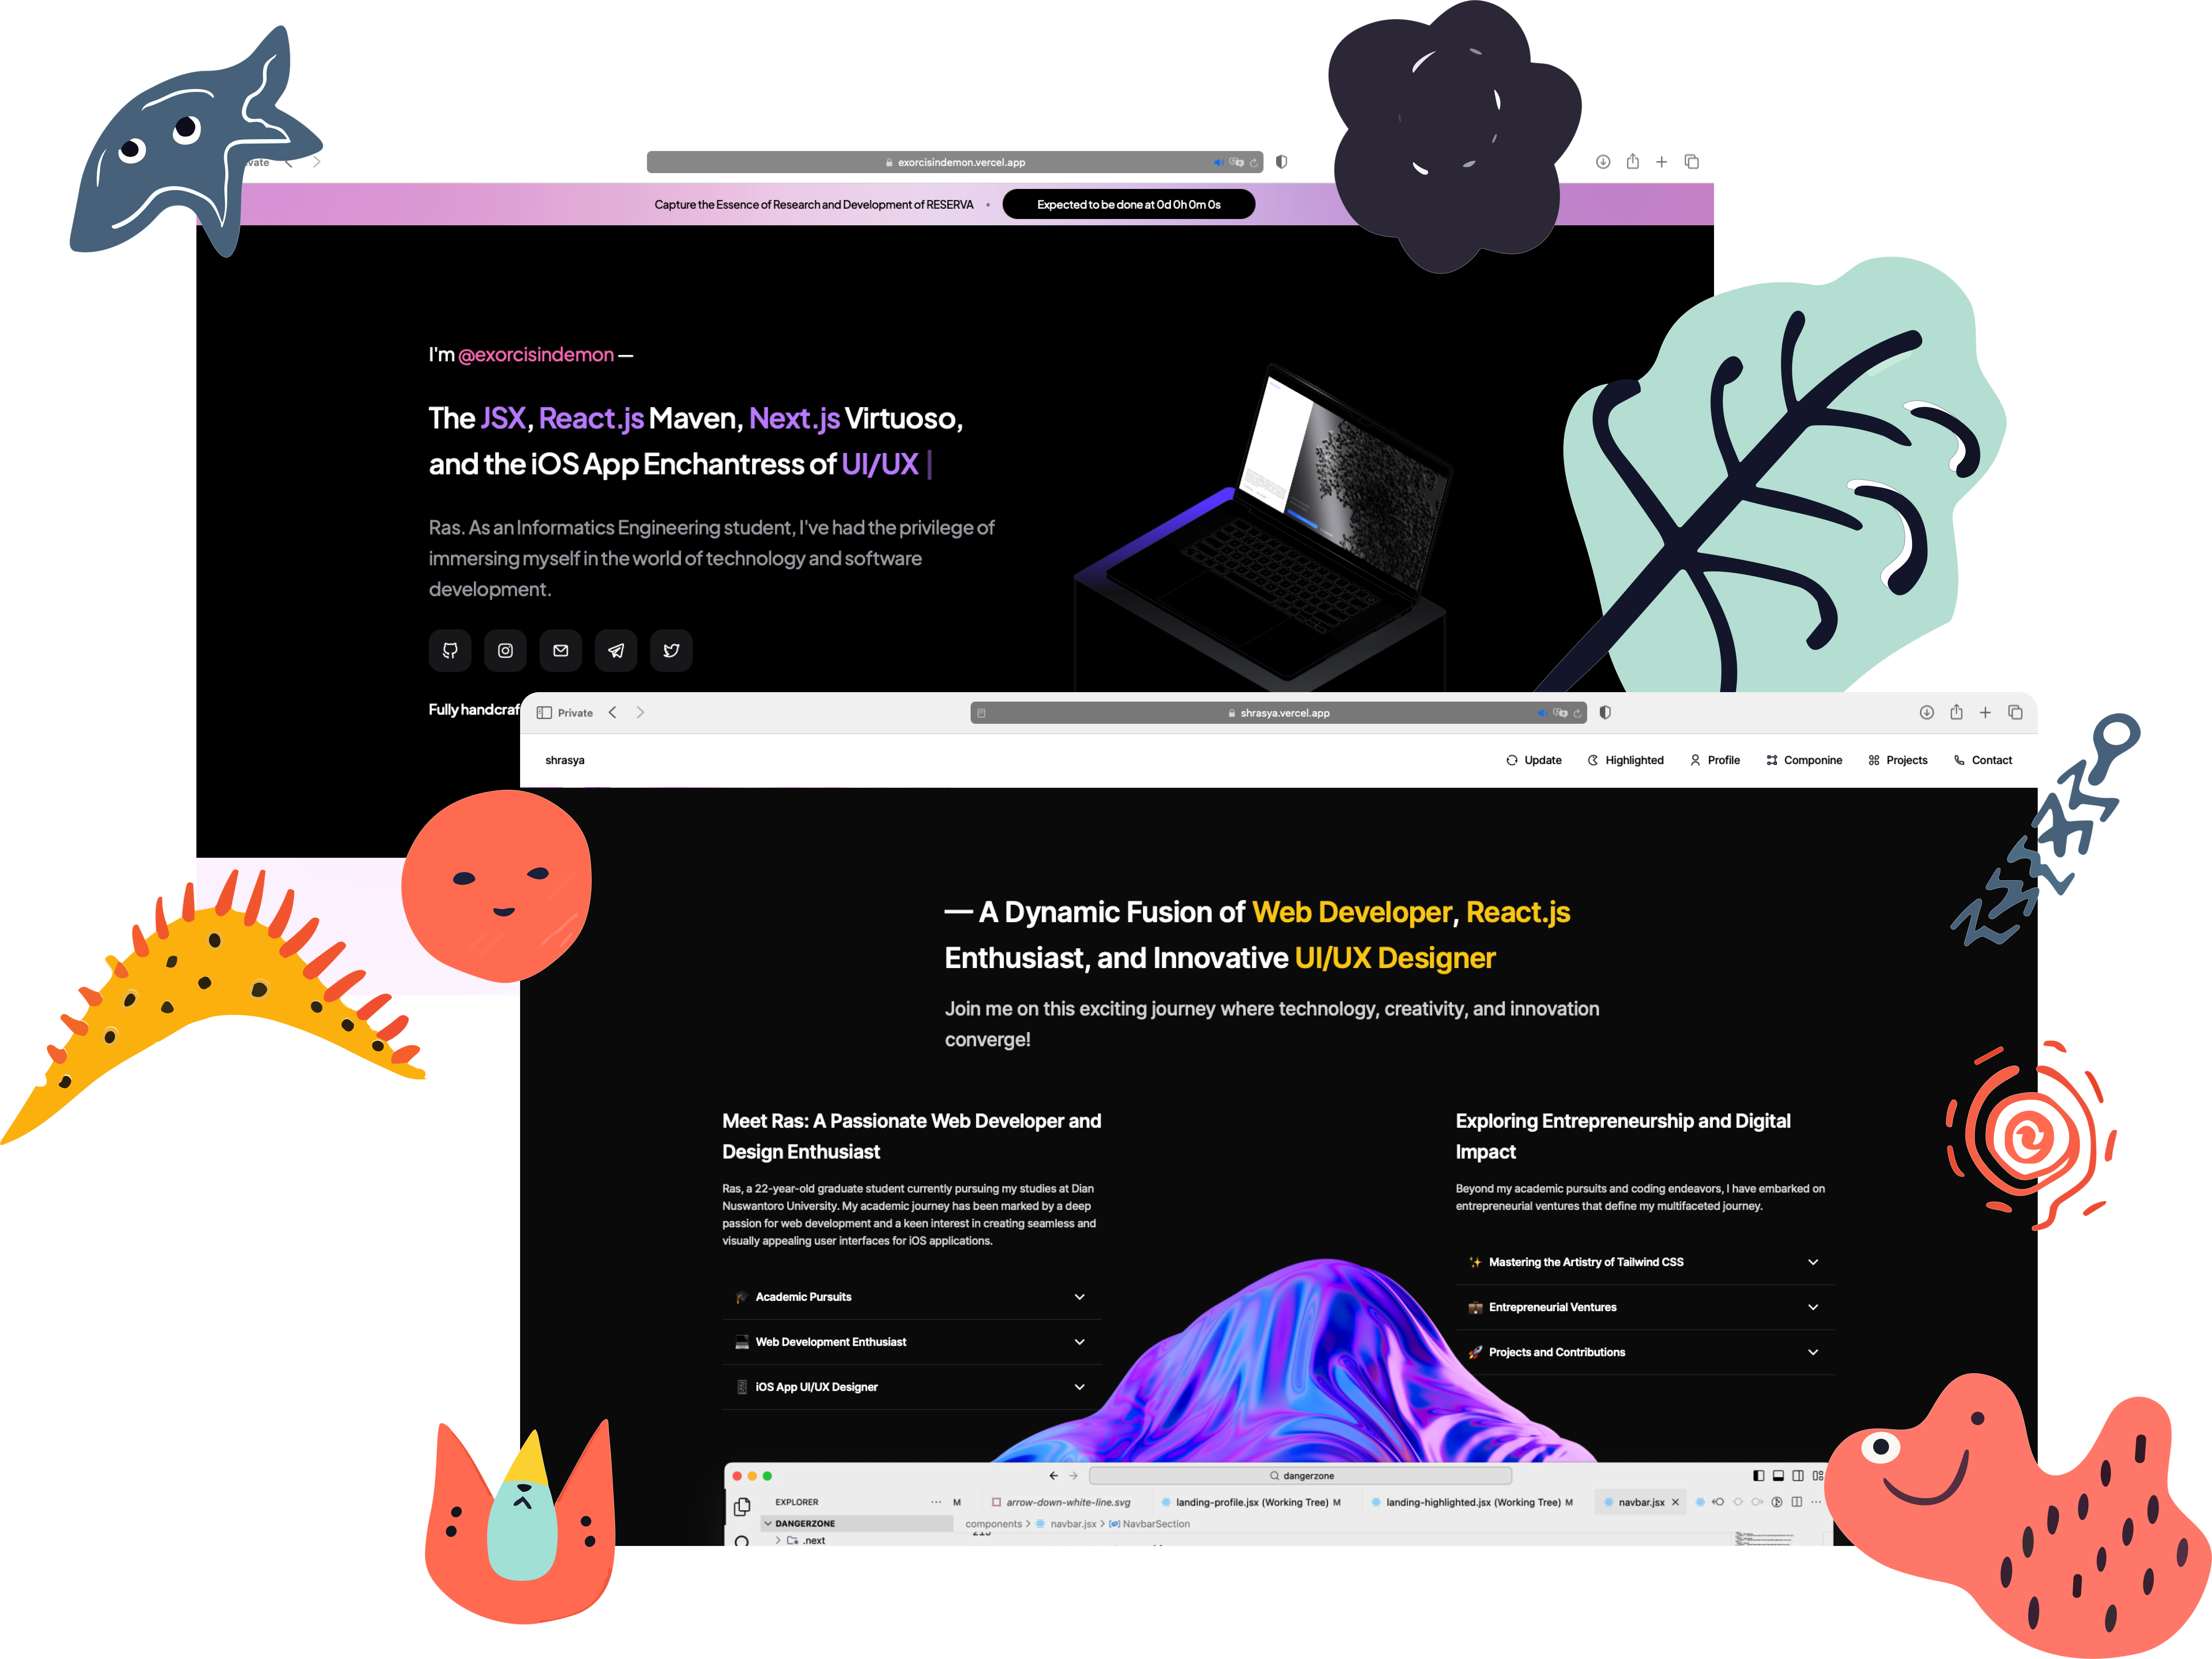 exorcisindemon.vercel.app
Capture the Essence of Research and Development of RESERVA
Expected to be done at 0d 0h 0m 0s
I'm @exorcisindemon —
The JSX, React.js Maven, Next.js Virtuoso,
and the iOS App Enchantress of UI/UX |
Ras. As an Informatics Engineering student, I've had the privilege of
immersing myself in the world of technology and software
development.
Fully handcraf
Private
shrasya.vercel.app
shrasya
Update
Highlighted
Profile
Componine
Projects
Contact
— A Dynamic Fusion of Web Developer, React.js
Enthusiast, and Innovative UI/UX Designer
Join me on this exciting journey where technology, creativity, and innovation
converge!
Meet Ras: A Passionate Web Developer and
Design Enthusiast
Ras, a 22-year-old graduate student currently pursuing my studies at Dian
Nuswantoro University. My academic journey has been marked by a deep
passion for web development and a keen interest in creating seamless and
visually appealing user interfaces for iOS applications.
Academic Pursuits
Web Development Enthusiast
iOS App UI/UX Designer
Exploring Entrepreneurship and Digital
Impact
Beyond my academic pursuits and coding endeavors, I have embarked on
entrepreneurial ventures that define my multifaceted journey.
Mastering the Artistry of Tailwind CSS
Entrepreneurial Ventures
Projects and Contributions
dangerzone
EXPLORER
M
arrow-down-white-line.svg
landing-profile.jsx (Working Tree) M
landing-highlighted.jsx (Working Tree) M
navbar.jsx
DANGERZONE
components > navbar.jsx > NavbarSection
.next